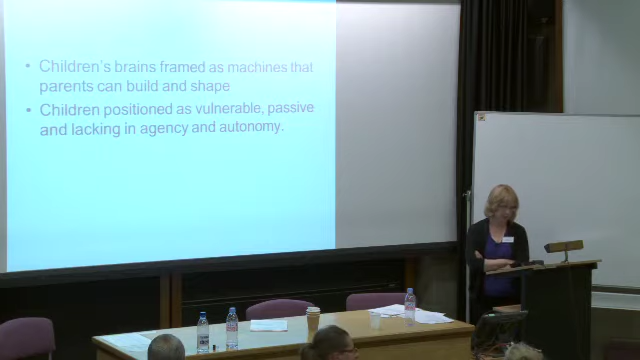 • Children's brains framed as machines that
parents can build and shape
• Children positioned as vulnerable, passive
and lacking in agency and autonomy.